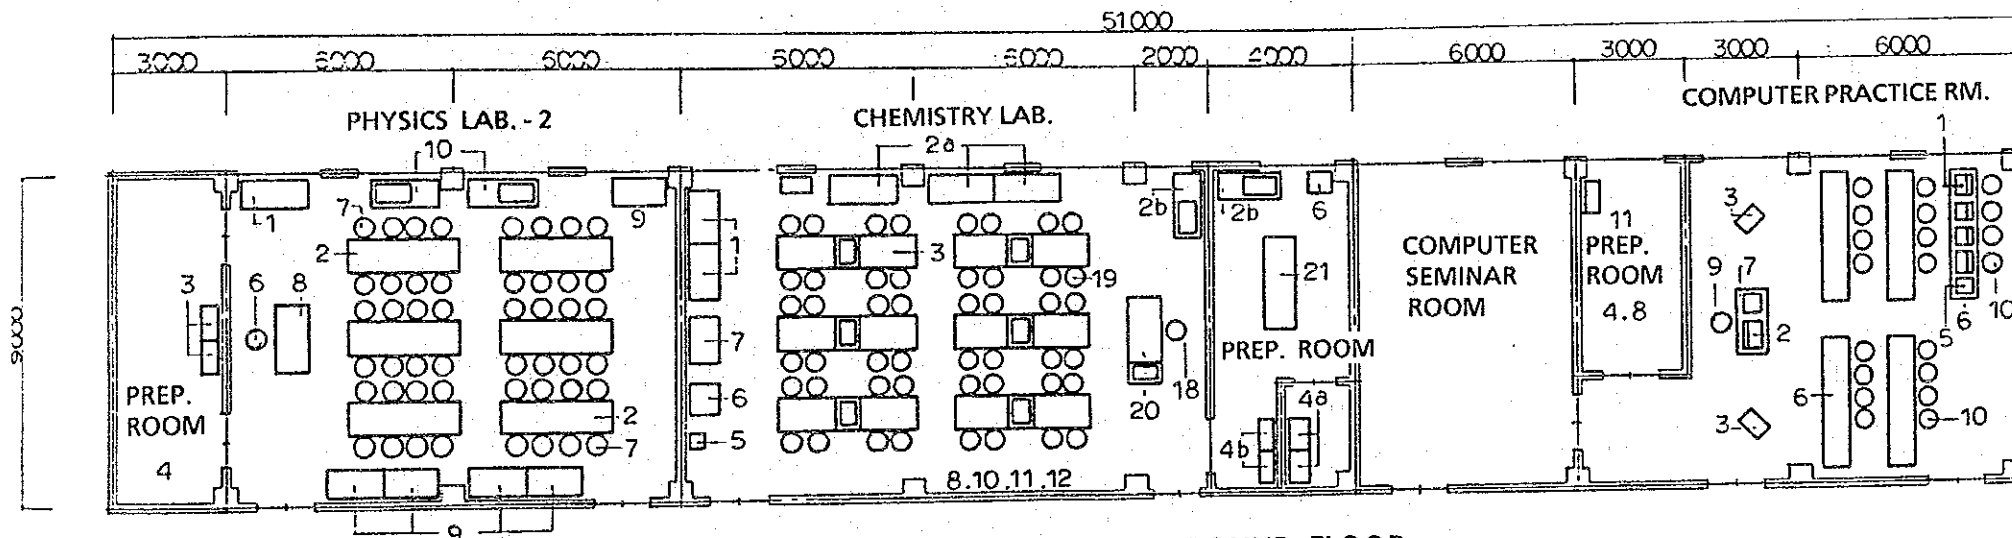 51000
3000 6000 6000 6000 6000 2000 4000 6000 3000 3000 6000
PHYSICS LAB. - 2 CHEMISTRY LAB. COMPUTER PRACTICE RM.
10 2a 1
7 1 9 2b 2b 6 11 3
2 1 3 COMPUTER SEMINAR ROOM PREP. ROOM 4.8
3 6 8 19 21 9 7
9000
7 18 PREP. ROOM 2 5 6 10
PREP. ROOM 4
2 6 20 4a 6 10
7 5 4b 3
8.10.11.12
9
FLOOR